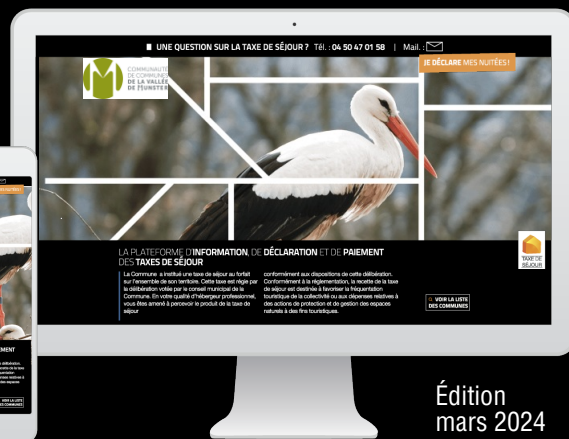 UNE QUESTION SUR LA TAXE DE SÉJOUR ? Tél. : 04 50 47 01 58 | Mail. :
JE DÉCLARE MES NUITÉES !
COMMUNAUTÉ
DE COMMUNES
DE LA VALLÉE
DE MUNSTER
LA PLATEFORME D'INFORMATION, DE DÉCLARATION ET DE PAIEMENT
DES TAXES DE SÉJOUR
La Commune a institué une taxe de séjour au forfait
sur l'ensemble de son territoire. Cette taxe est régie par
la délibération votée par le conseil municipal de la
Commune. En votre qualité d'hébergeur professionnel,
vous êtes amené à percevoir le produit de la taxe de
séjour
conformément aux dispositions de cette délibération.
Conformément à la réglementation, la recette de la taxe
de séjour est destinée à favoriser la fréquentation
touristique de la collectivité ou aux dépenses relatives à
des actions de protection et de gestion des espaces
naturels à des fins touristiques.
TAXE DE
SÉJOUR
VOIR LA LISTE
DES COMMUNES
VOIR LA LISTE
DES COMMUNES
Édition
mars 2024